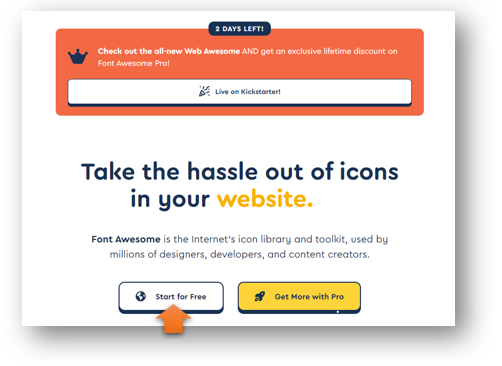 2 DAYS LEFT!
Check out the all-new Web Awesome AND get an exclusive lifetime discount on
Font Awesome Pro!
Live on Kickstarter!
Take the hassle out of icons
in your website.
Font Awesome is the Internet's icon library and toolkit, used by
millions of designers, developers, and content creators.
Start for Free
Get More with Pro